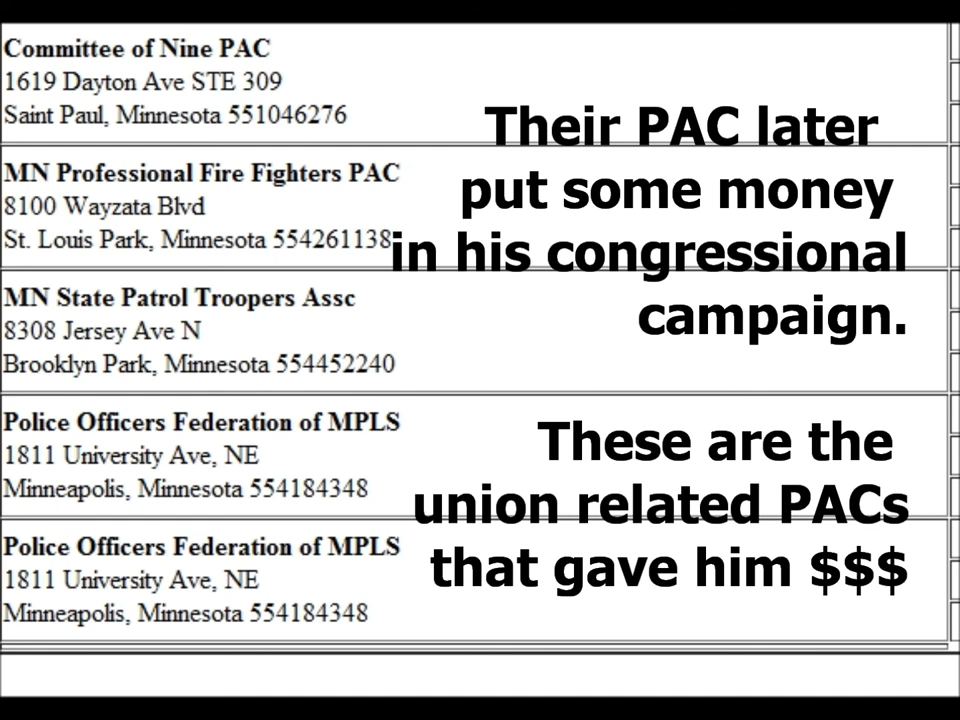 Committee of Nine PAC
1619 Dayton Ave STE 309
Saint Paul, Minnesota 551046276
MN Professional Fire Fighters PAC
8100 Wayzata Blvd
St. Louis Park, Minnesota 554261138
MN State Patrol Troopers Assc
8308 Jersey Ave N
Brooklyn Park, Minnesota 554452240
Police Officers Federation of MPLS
1811 University Ave, NE
Minneapolis, Minnesota 554184348
Police Officers Federation of MPLS
1811 University Ave, NE
Minneapolis, Minnesota 554184348
Their PAC later
put some money
in his congressional
campaign.
These are the
union related PACs
that gave him $$$